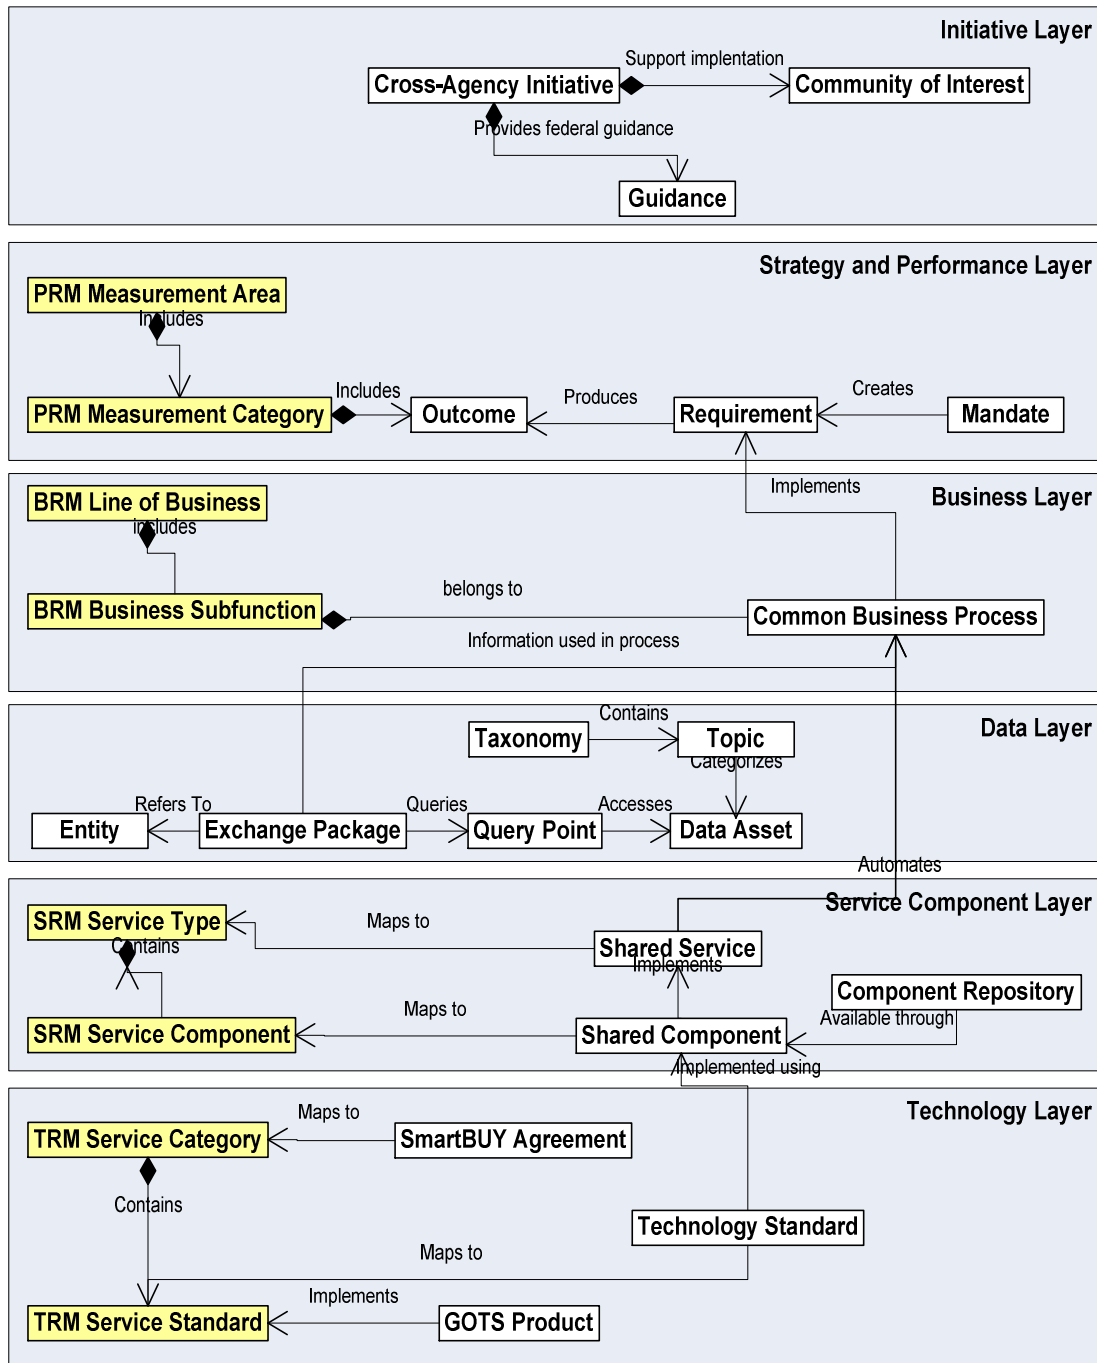 Initiative Layer
Support implentation
Cross-Agency Initiative
Community of Interest
Provides federal guidance
Guidance
Strategy and Performance Layer
PRM Measurement Area
Includes
PRM Measurement Category
Includes
Outcome
Produces
Requirement
Creates
Mandate
Implements
Business Layer
BRM Line of Business
includes
BRM Business Subfunction
belongs to
Common Business Process
Information used in process
Data Layer
Taxonomy
Contains
Topic
Categorizes
Entity
Refers To
Exchange Package
Queries
Query Point
Accesses
Data Asset
Automates
Service Component Layer
SRM Service Type
Contains
Maps to
Shared Service
Implements
Component Repository
Available through
SRM Service Component
Maps to
Shared Component
Implemented using
Technology Layer
TRM Service Category
Maps to
SmartBUY Agreement
Contains
Technology Standard
Maps to
TRM Service Standard
Implements
GOTS Product